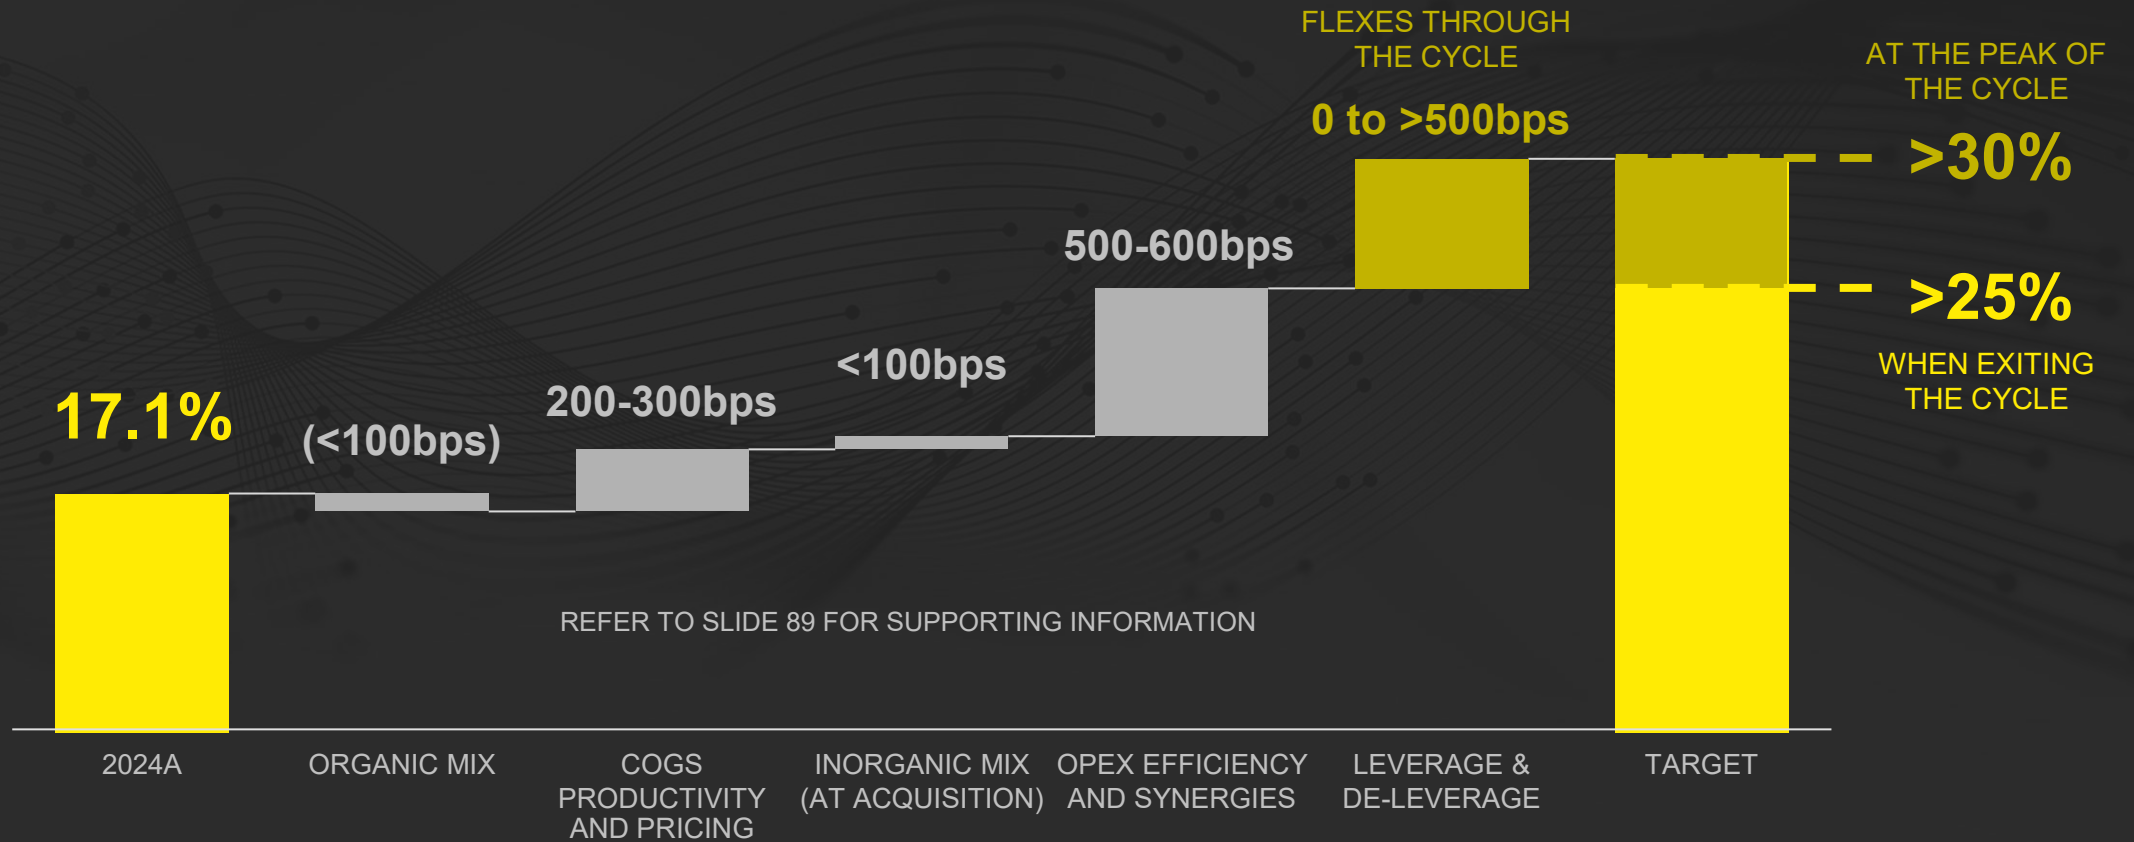 FLEXES THROUGH
THE CYCLE
0 to >500bps
AT THE PEAK OF
THE CYCLE
>30%
500-600bps
>25%
WHEN EXITING
THE CYCLE
<100bps
200-300bps
17.1%
(<100bps)
REFER TO SLIDE 89 FOR SUPPORTING INFORMATION
2024A
ORGANIC MIX
COGS
PRODUCTIVITY
AND PRICING
INORGANIC MIX
(AT ACQUISITION)
OPEX EFFICIENCY
AND SYNERGIES
LEVERAGE &
DE-LEVERAGE
TARGET